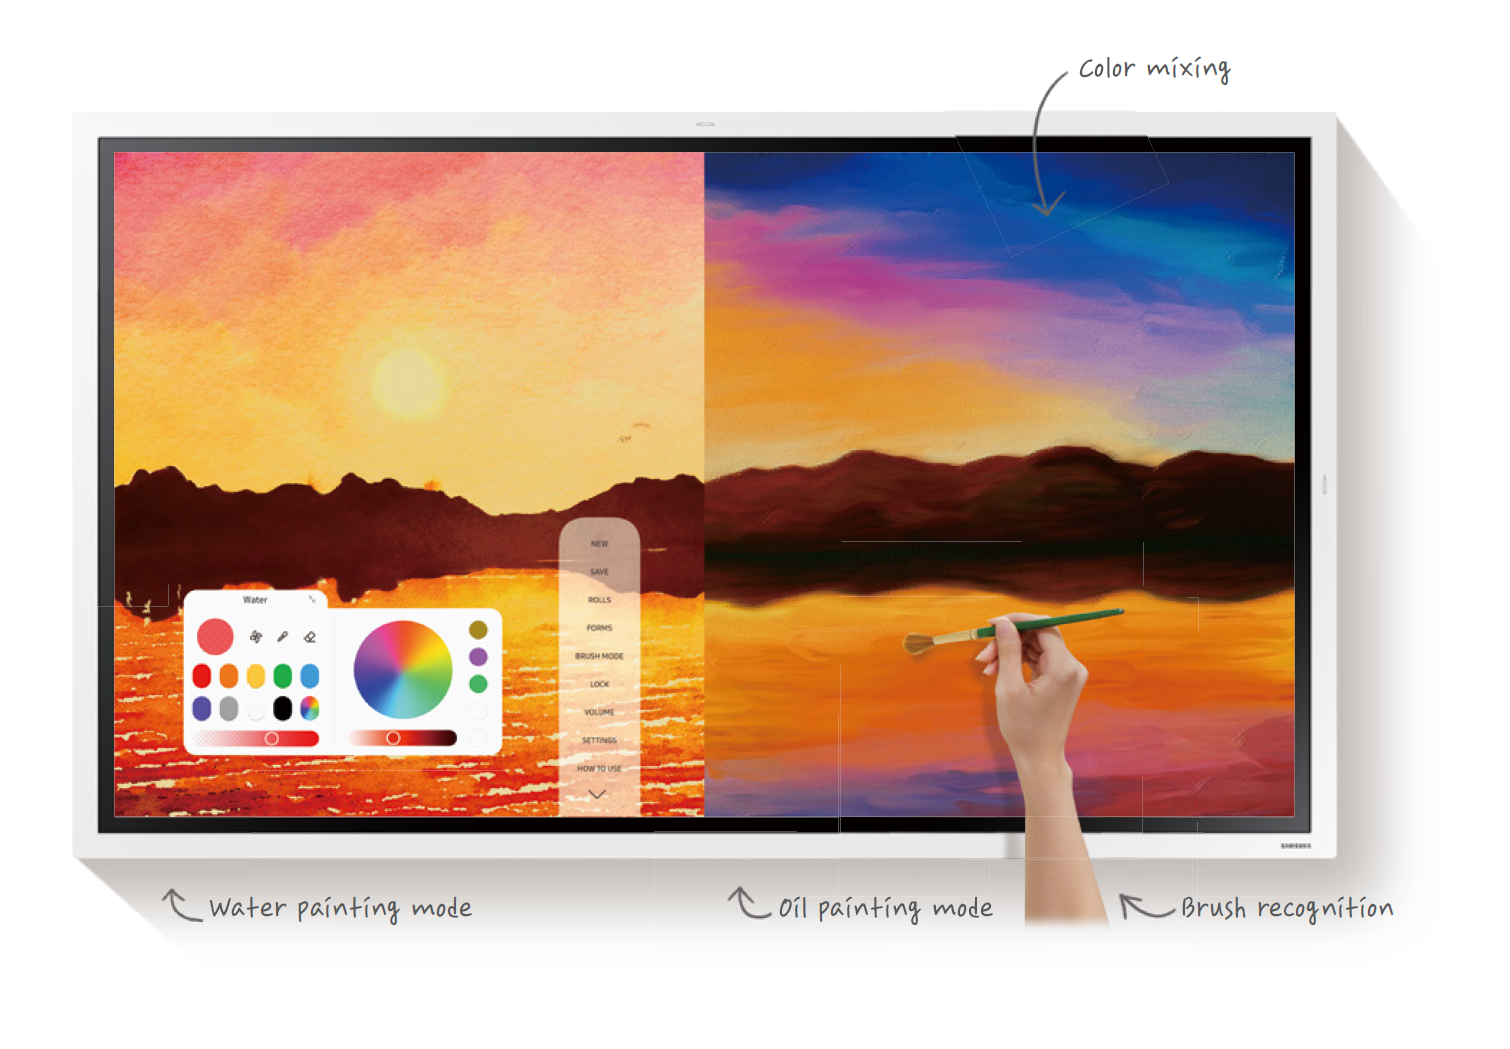 Color mixing
NEW
SAVE
ROLLS
FORMS
BRUSH MODE
LOCK
VOLUME
SETTINGS
HOW TO USE
Water
SAMSUNG
Water painting mode
Oil painting mode
Brush recognition